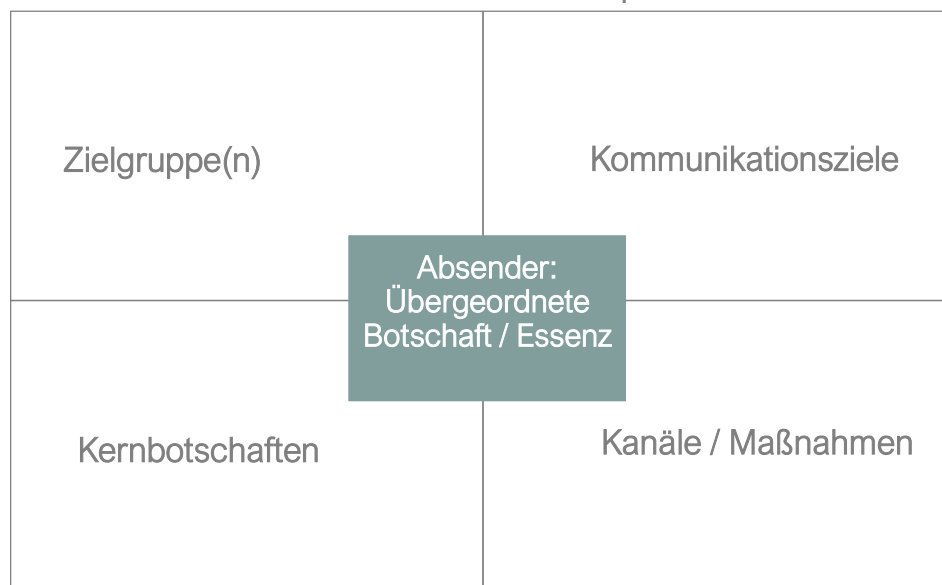 Zielgruppe(n)
Kommunikationsziele
Absender:
Übergeordnete
Botschaft / Essenz
Kernbotschaften
Kanäle / Maßnahmen